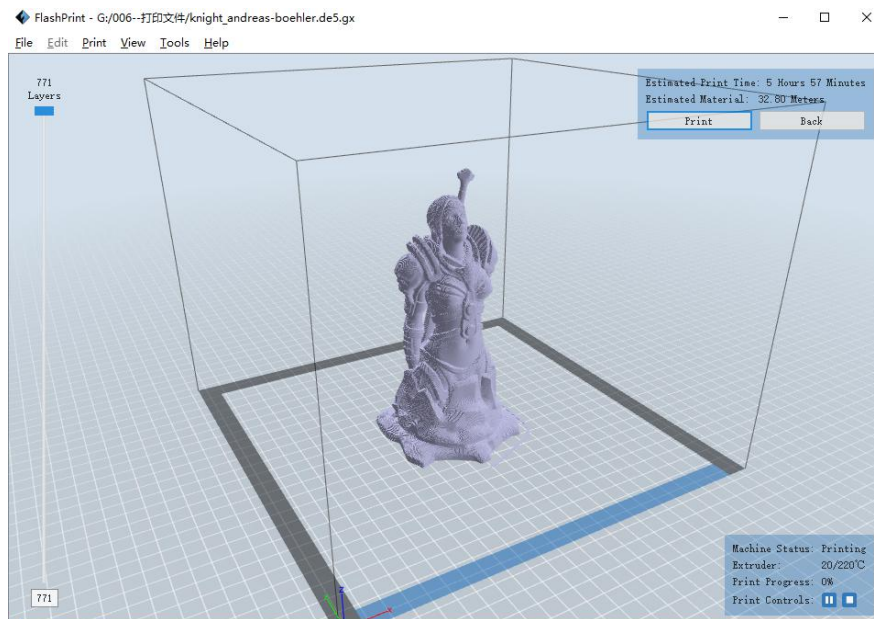 FlashPrint - G:/006--打印文件/knight_andreas-boehler.de5.gx
File Edit Print View Tools Help
771
Layers
Estimated Print Time: 5 Hours 57 Minutes
Estimated Material: 32.80 Meters
Print Back
z
x
Machine Status: Printing
Extruder: 20/220℃
Print Progress: 0%
Print Controls:
771